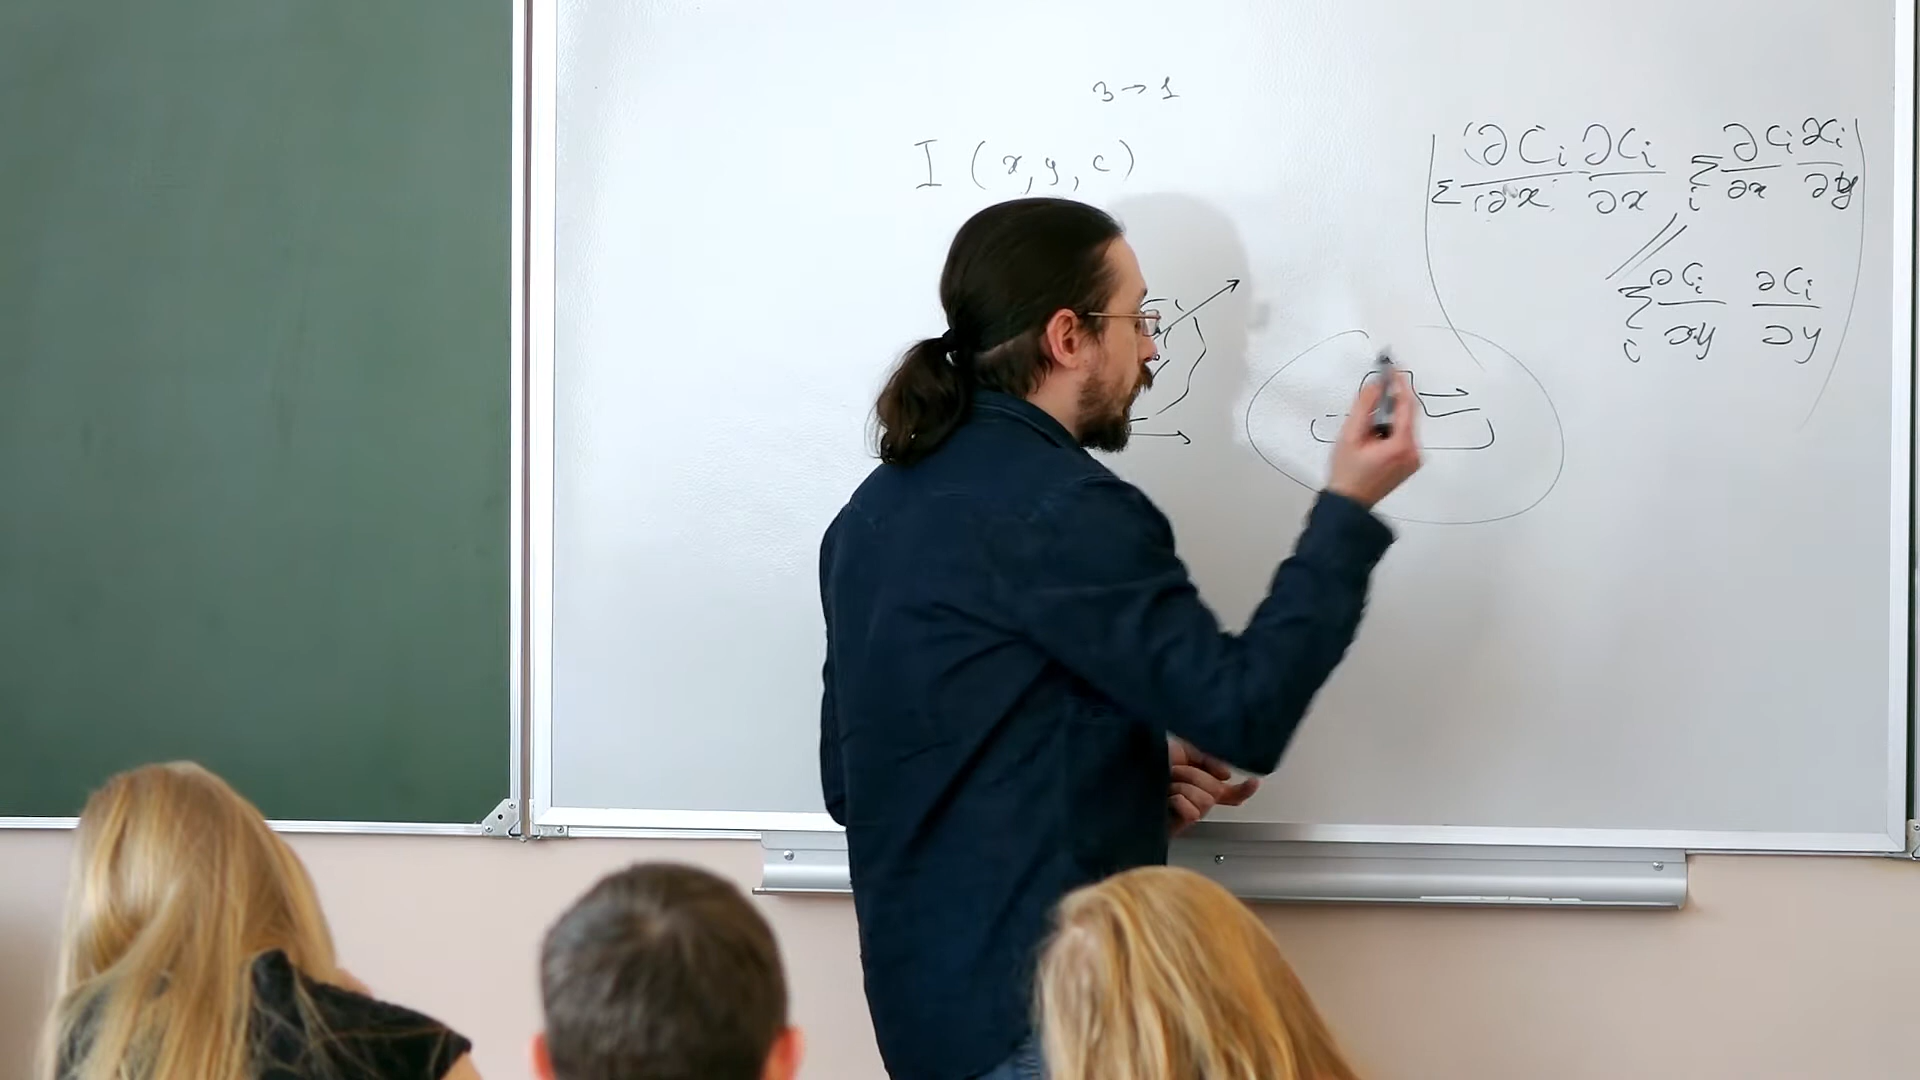 3 → 1
I (x, y, c)
Σ ∂Ci/∂x ∂Ci/∂x Σi ∂Ci/∂x ∂Ci/∂y
Σi ∂Ci/∂y ∂Ci/∂y